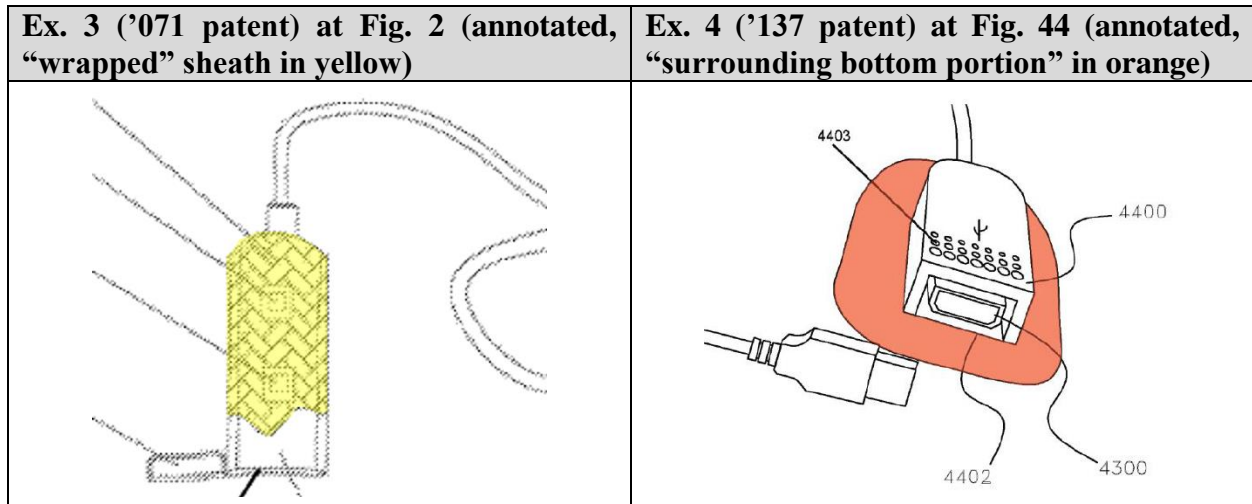 Ex. 3 (’071 patent) at Fig. 2 (annotated,
“wrapped” sheath in yellow)
Ex. 4 (’137 patent) at Fig. 44 (annotated,
“surrounding bottom portion” in orange)
4403
4400
4402
4300